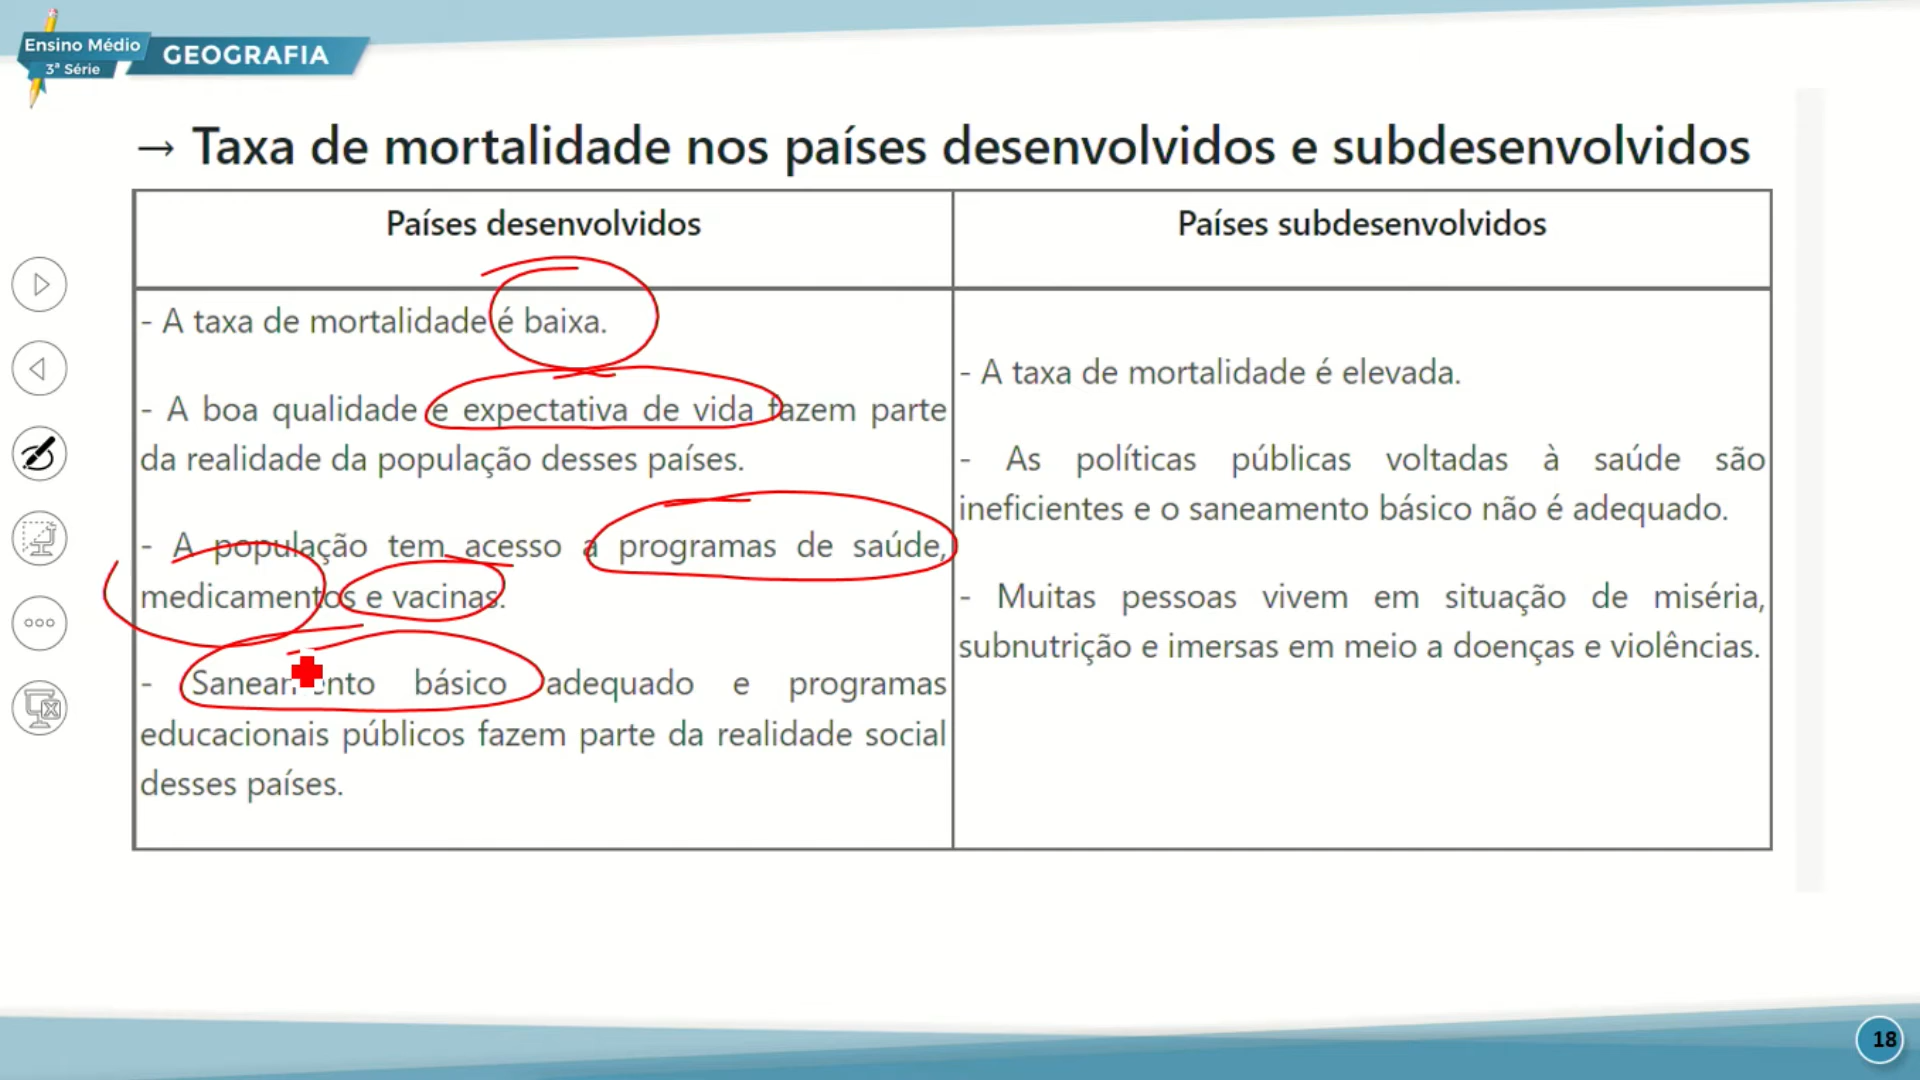 Ensino Médio
3ª Série
GEOGRAFIA
→ Taxa de mortalidade nos países desenvolvidos e subdesenvolvidos
Países desenvolvidos
- A taxa de mortalidade é baixa.
- A boa qualidade e expectativa de vida fazem parte
da realidade da população desses países.
- A população tem acesso a programas de saúde,
medicamentos e vacinas.
- Saneamento básico adequado e programas
educacionais públicos fazem parte da realidade social
desses países.
Países subdesenvolvidos
- A taxa de mortalidade é elevada.
- As políticas públicas voltadas à saúde são
ineficientes e o saneamento básico não é adequado.
- Muitas pessoas vivem em situação de miséria,
subnutrição e imersas em meio a doenças e violências.
18